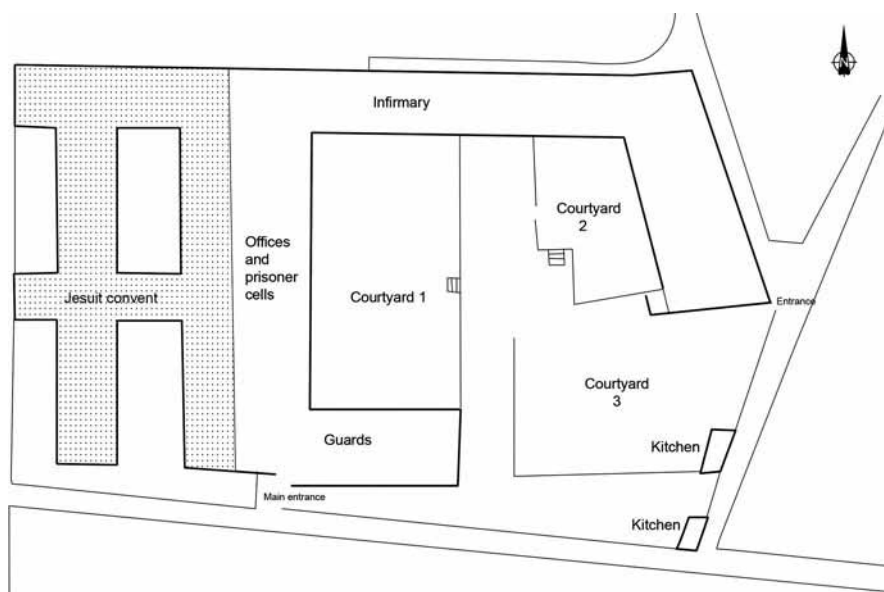 N
Infirmary
Courtyard
2
Offices
and
prisoner
cells
Jesuit convent
Courtyard 1
Entrance
Courtyard
3
Guards
Kitchen
Main entrance
Kitchen